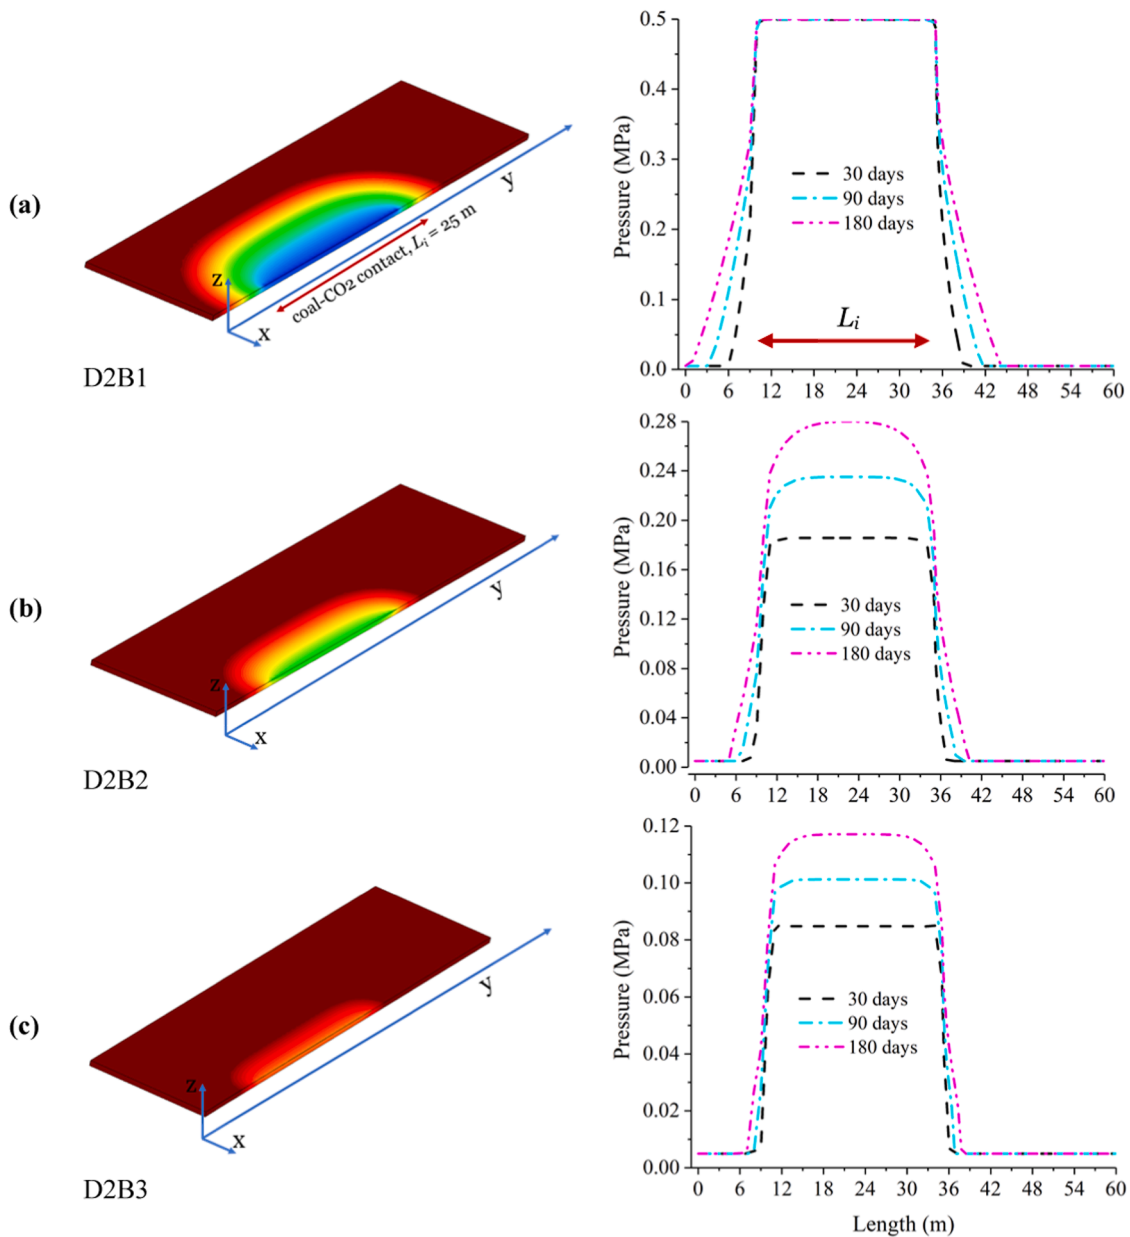 (a)
z
x
y
coal-CO2 contact, Li = 25 m
D2B1
Pressure (MPa)
0.5
0.4
0.3
0.2
0.1
0.0
30 days
90 days
180 days
Li
0 6 12 18 24 30 36 42 48 54 60
(b)
z
x
y
D2B2
Pressure (MPa)
0.28
0.24
0.20
0.16
0.12
0.08
0.04
0.00
30 days
90 days
180 days
0 6 12 18 24 30 36 42 48 54 60
(c)
z
x
y
D2B3
Pressure (MPa)
0.12
0.10
0.08
0.06
0.04
0.02
0.00
30 days
90 days
180 days
0 6 12 18 24 30 36 42 48 54 60
Length (m)